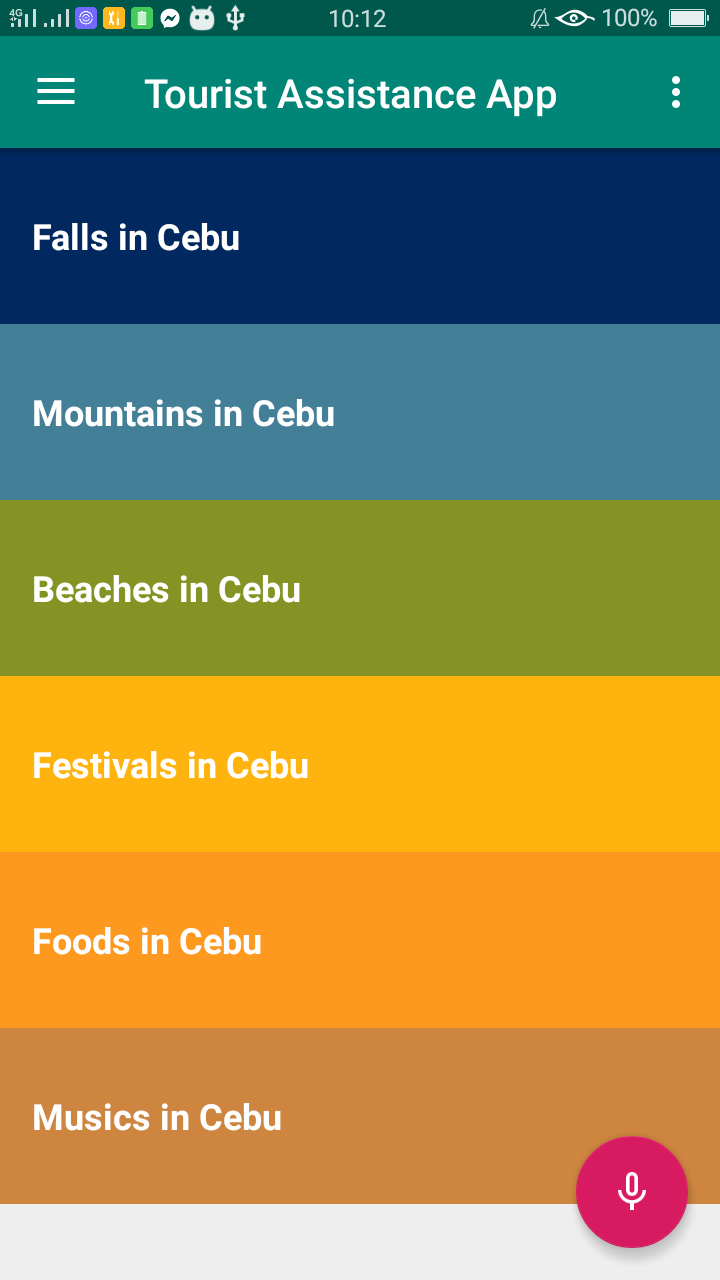 4G 10:12 100%
Tourist Assistance App
Falls in Cebu
Mountains in Cebu
Beaches in Cebu
Festivals in Cebu
Foods in Cebu
Musics in Cebu